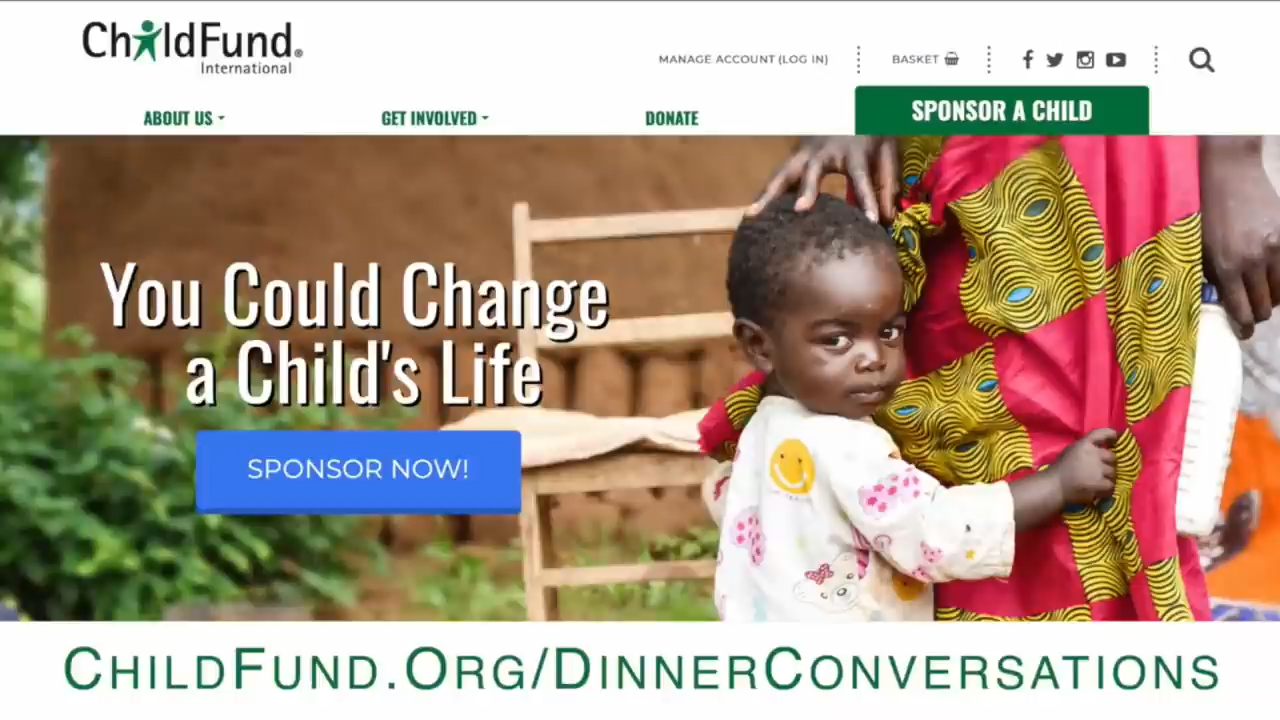 ChildFund®
International
MANAGE ACCOUNT (LOG IN)
BASKET
ABOUT US
GET INVOLVED
DONATE
SPONSOR A CHILD
You Could Change
a Child's Life
SPONSOR NOW!
CHILDFUND.ORG/DINNERCONVERSATIONS